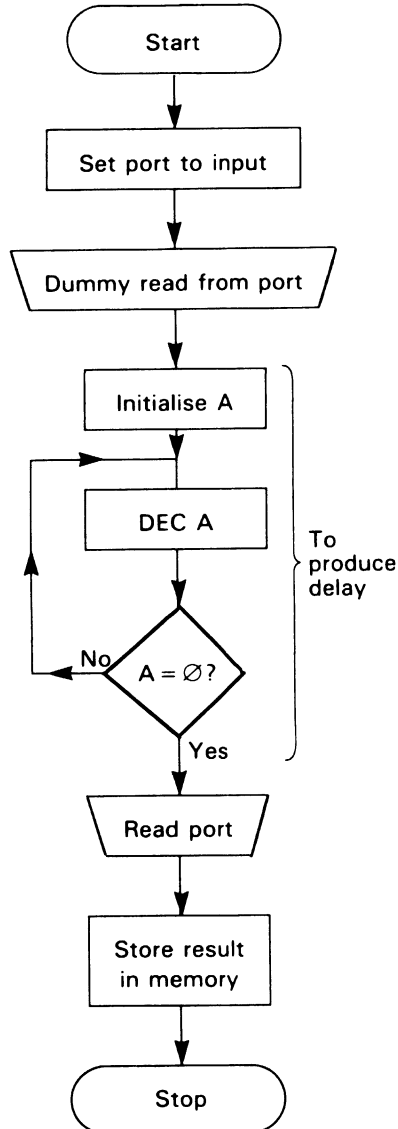 Start
Set port to input
Dummy read from port
Initialise A
DEC A
To
produce
delay
No
A = Ø?
Yes
Read port
Store result
in memory
Stop